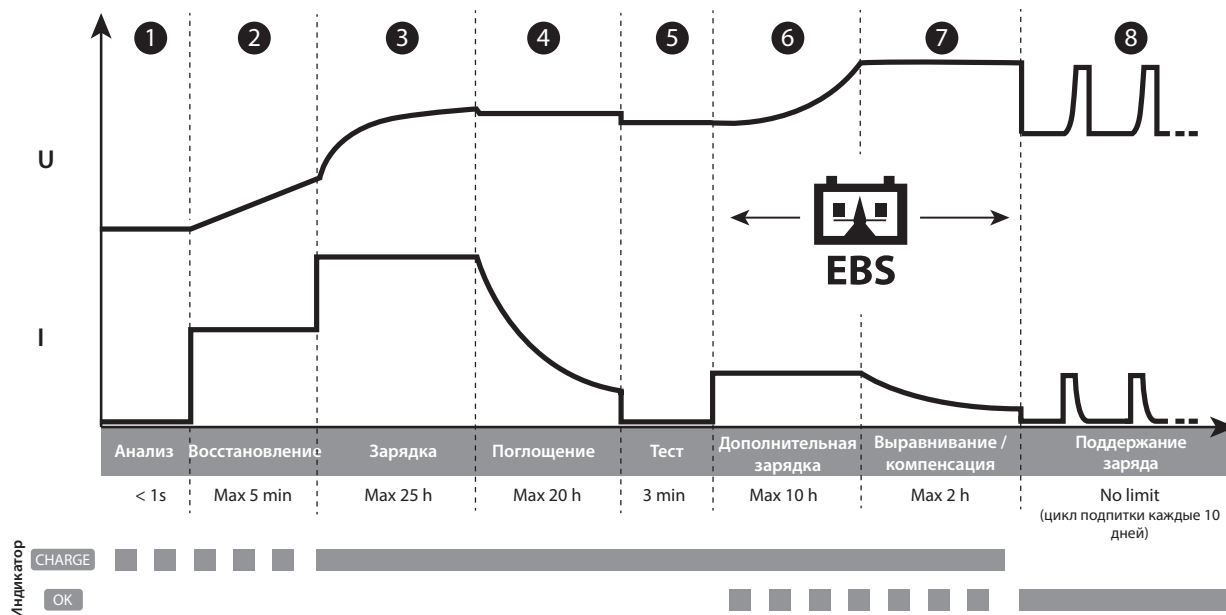 1 2 3 4 5 6 7 8
U
EBS
I
Анализ Восстановление Зарядка Поглощение Тест Дополнительная зарядка Выравнивание / компенсация Поддержание заряда
< 1s Max 5 min Max 25 h Max 20 h 3 min Max 10 h Max 2 h No limit
(цикл подпитки каждые 10
дней)
Индикатор
CHARGE
OK